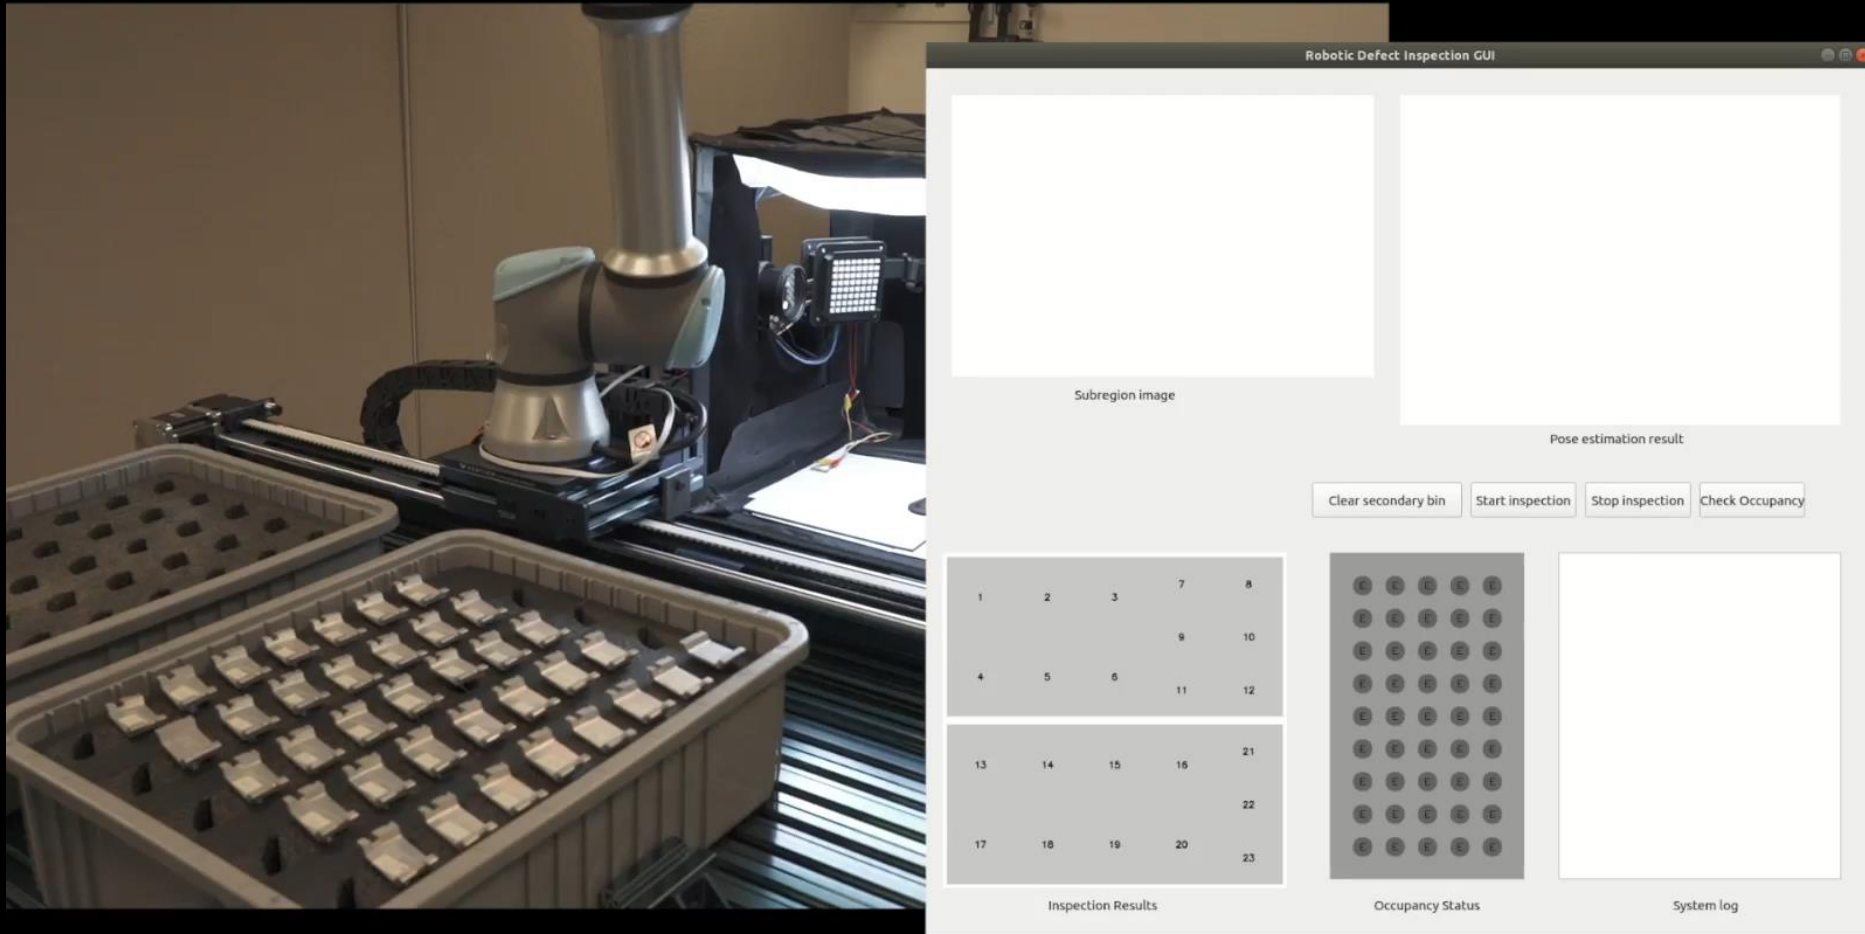 Robotic Defect Inspection GUI
Subregion image
Pose estimation result
Clear secondary bin
Start inspection
Stop inspection
Check Occupancy
1 2 3 7 8
9 10
4 5 6 11 12
13 14 15 16 21
22
17 18 19 20 23
E E E E E
E E E E E
E E E E E
E E E E E
E E E E E
E E E E E
E E E E E
E E E E E
E E E E E
Inspection Results
Occupancy Status
System log